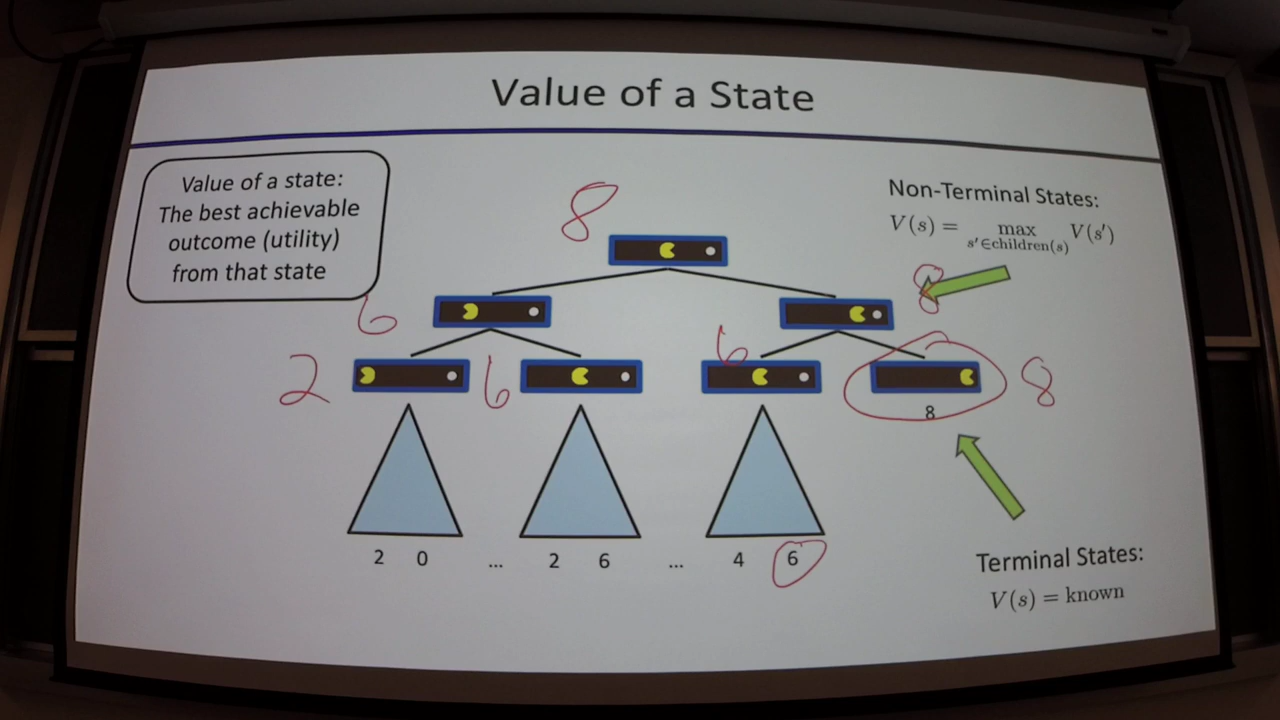 Value of a State
Value of a state:
The best achievable
outcome (utility)
from that state
Non-Terminal States:
V(s) = max V(s′)
s′∈children(s)
8
6
8
2
6
6
8
8
2 0 ... 2 6 ... 4 6
Terminal States:
V(s) = known